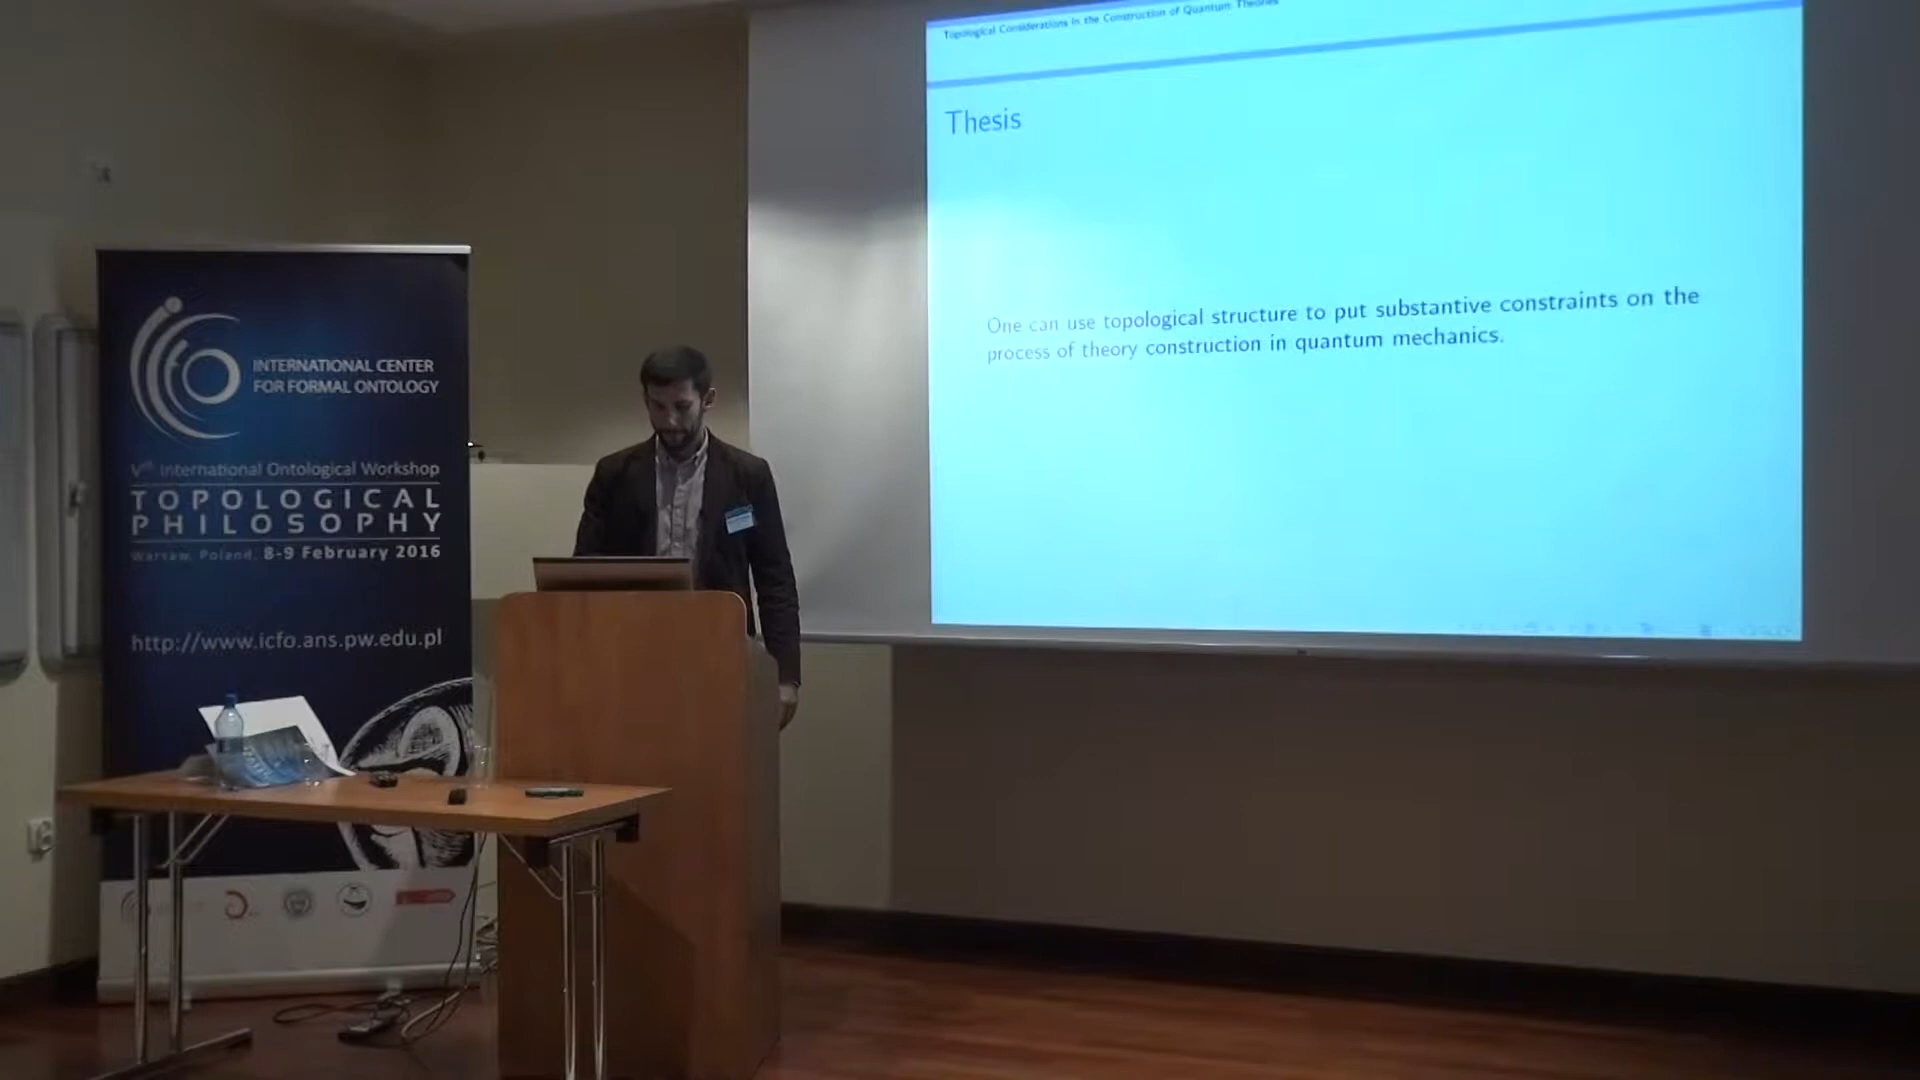 Topological Considerations in the Construction of Quantum Theories
Thesis
One can use topological structure to put substantive constraints on the
process of theory construction in quantum mechanics.
INTERNATIONAL CENTER
FOR FORMAL ONTOLOGY
Vth International Ontological Workshop
TOPOLOGICAL
PHILOSOPHY
Warsaw, Poland, 8-9 February 2016
http://www.icfo.ans.pw.edu.pl